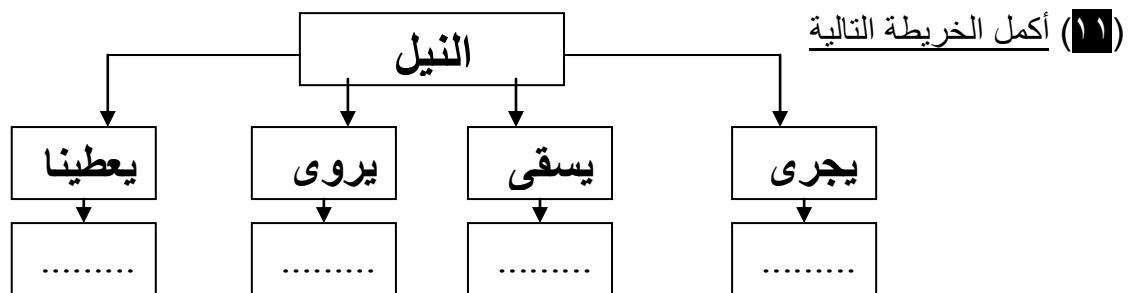 (١١) أكمل الخريطة التالية
النيل
يجرى يسقى يروى يعطينا
......... ......... ......... .........